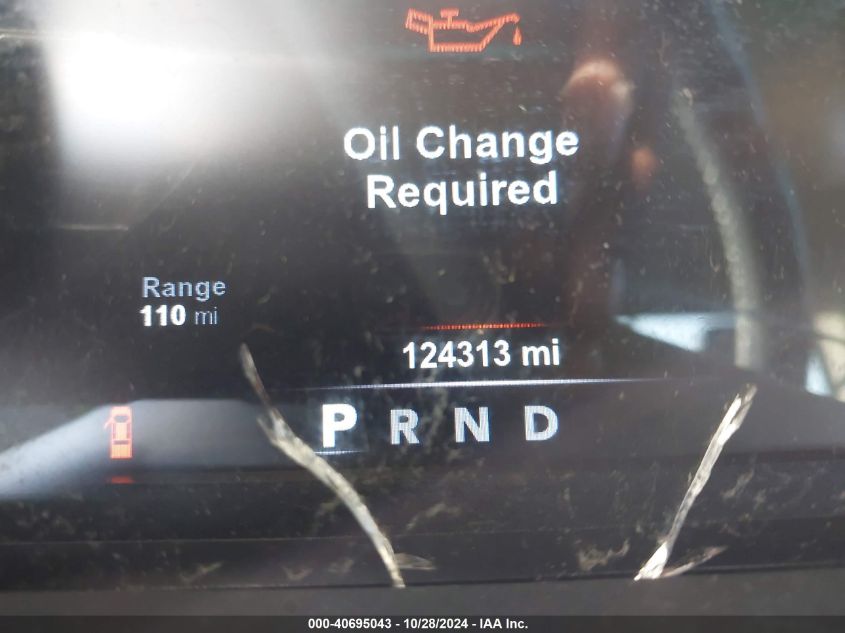 Oil Change
Required
Range
110 mi
124313 mi
P R N D
000-40695043 - 10/28/2024 - IAA Inc.